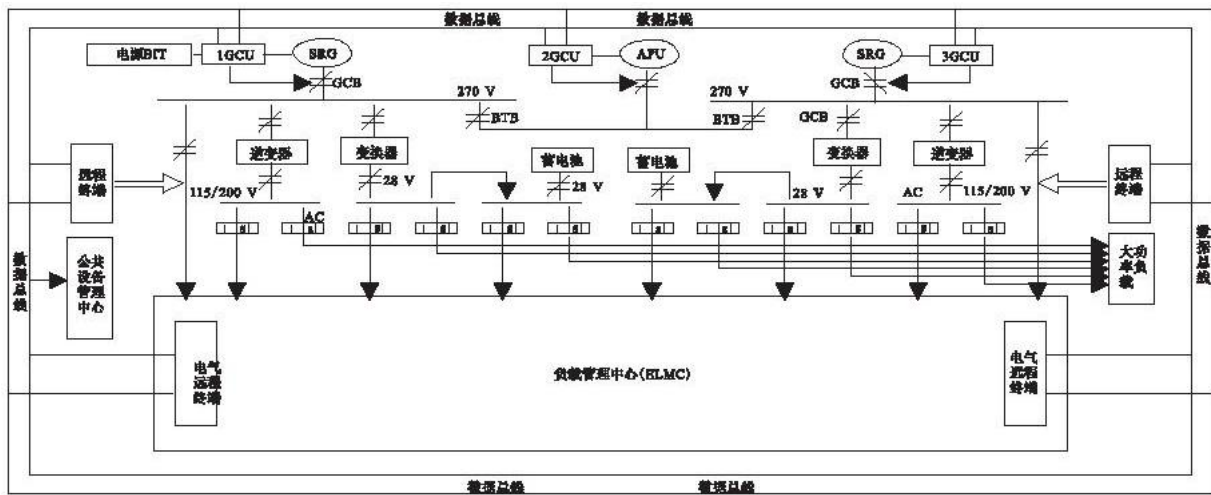 数据总线
数据总线
电源BIT
1GCU
SRG
2GCU
APU
SRG
3GCU
GCB
GCB
270 V
270 V
BTB
BTB
GCB
逆变器
变换器
蓄电池
蓄电池
变换器
逆变器
远程
终端
远程
终端
28 V
28 V
115/200 V
28 V
AC
115/200 V
AC
数据总线
公共
设备
管理
中心
大功
率负
载
数据总线
电气
远程
终端
负载管理中心(ELMC)
电气
远程
终端
数据总线
数据总线